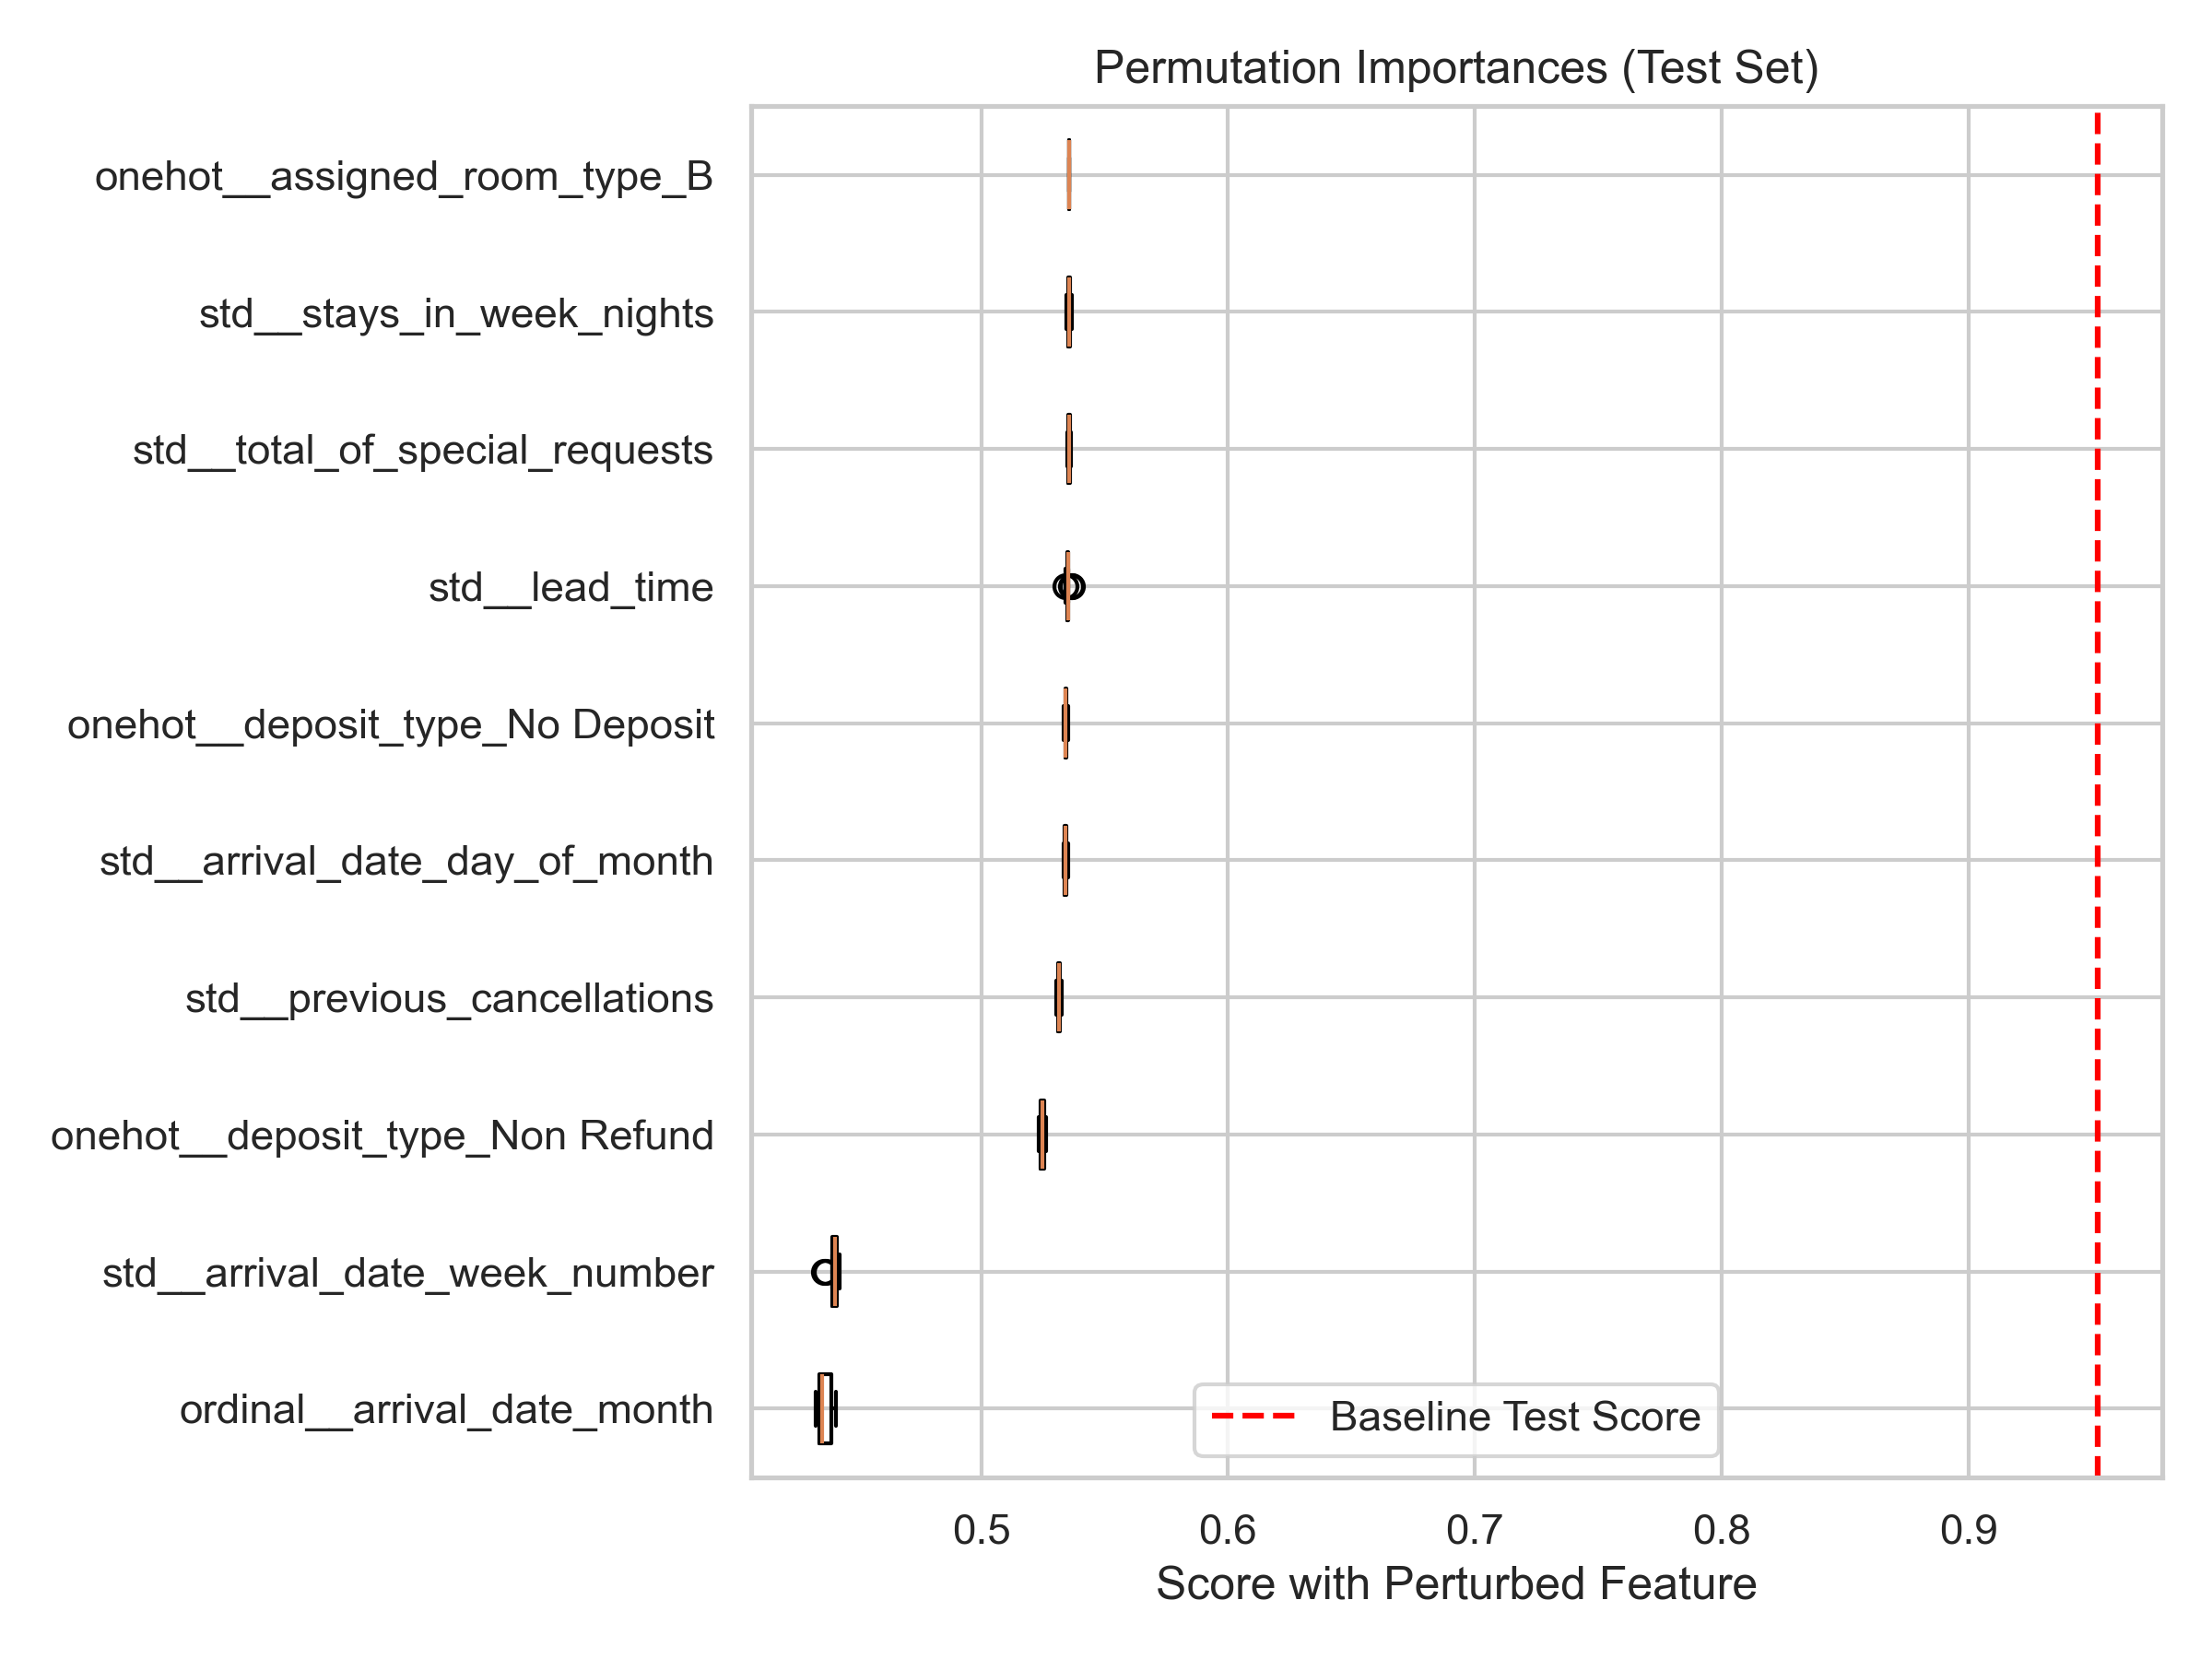 Permutation Importances (Test Set)
onehot__assigned_room_type_B
std__stays_in_week_nights
std__total_of_special_requests
std__lead_time
onehot__deposit_type_No Deposit
std__arrival_date_day_of_month
std__previous_cancellations
onehot__deposit_type_Non Refund
std__arrival_date_week_number
ordinal__arrival_date_month
Baseline Test Score
0.5 0.6 0.7 0.8 0.9
Score with Perturbed Feature